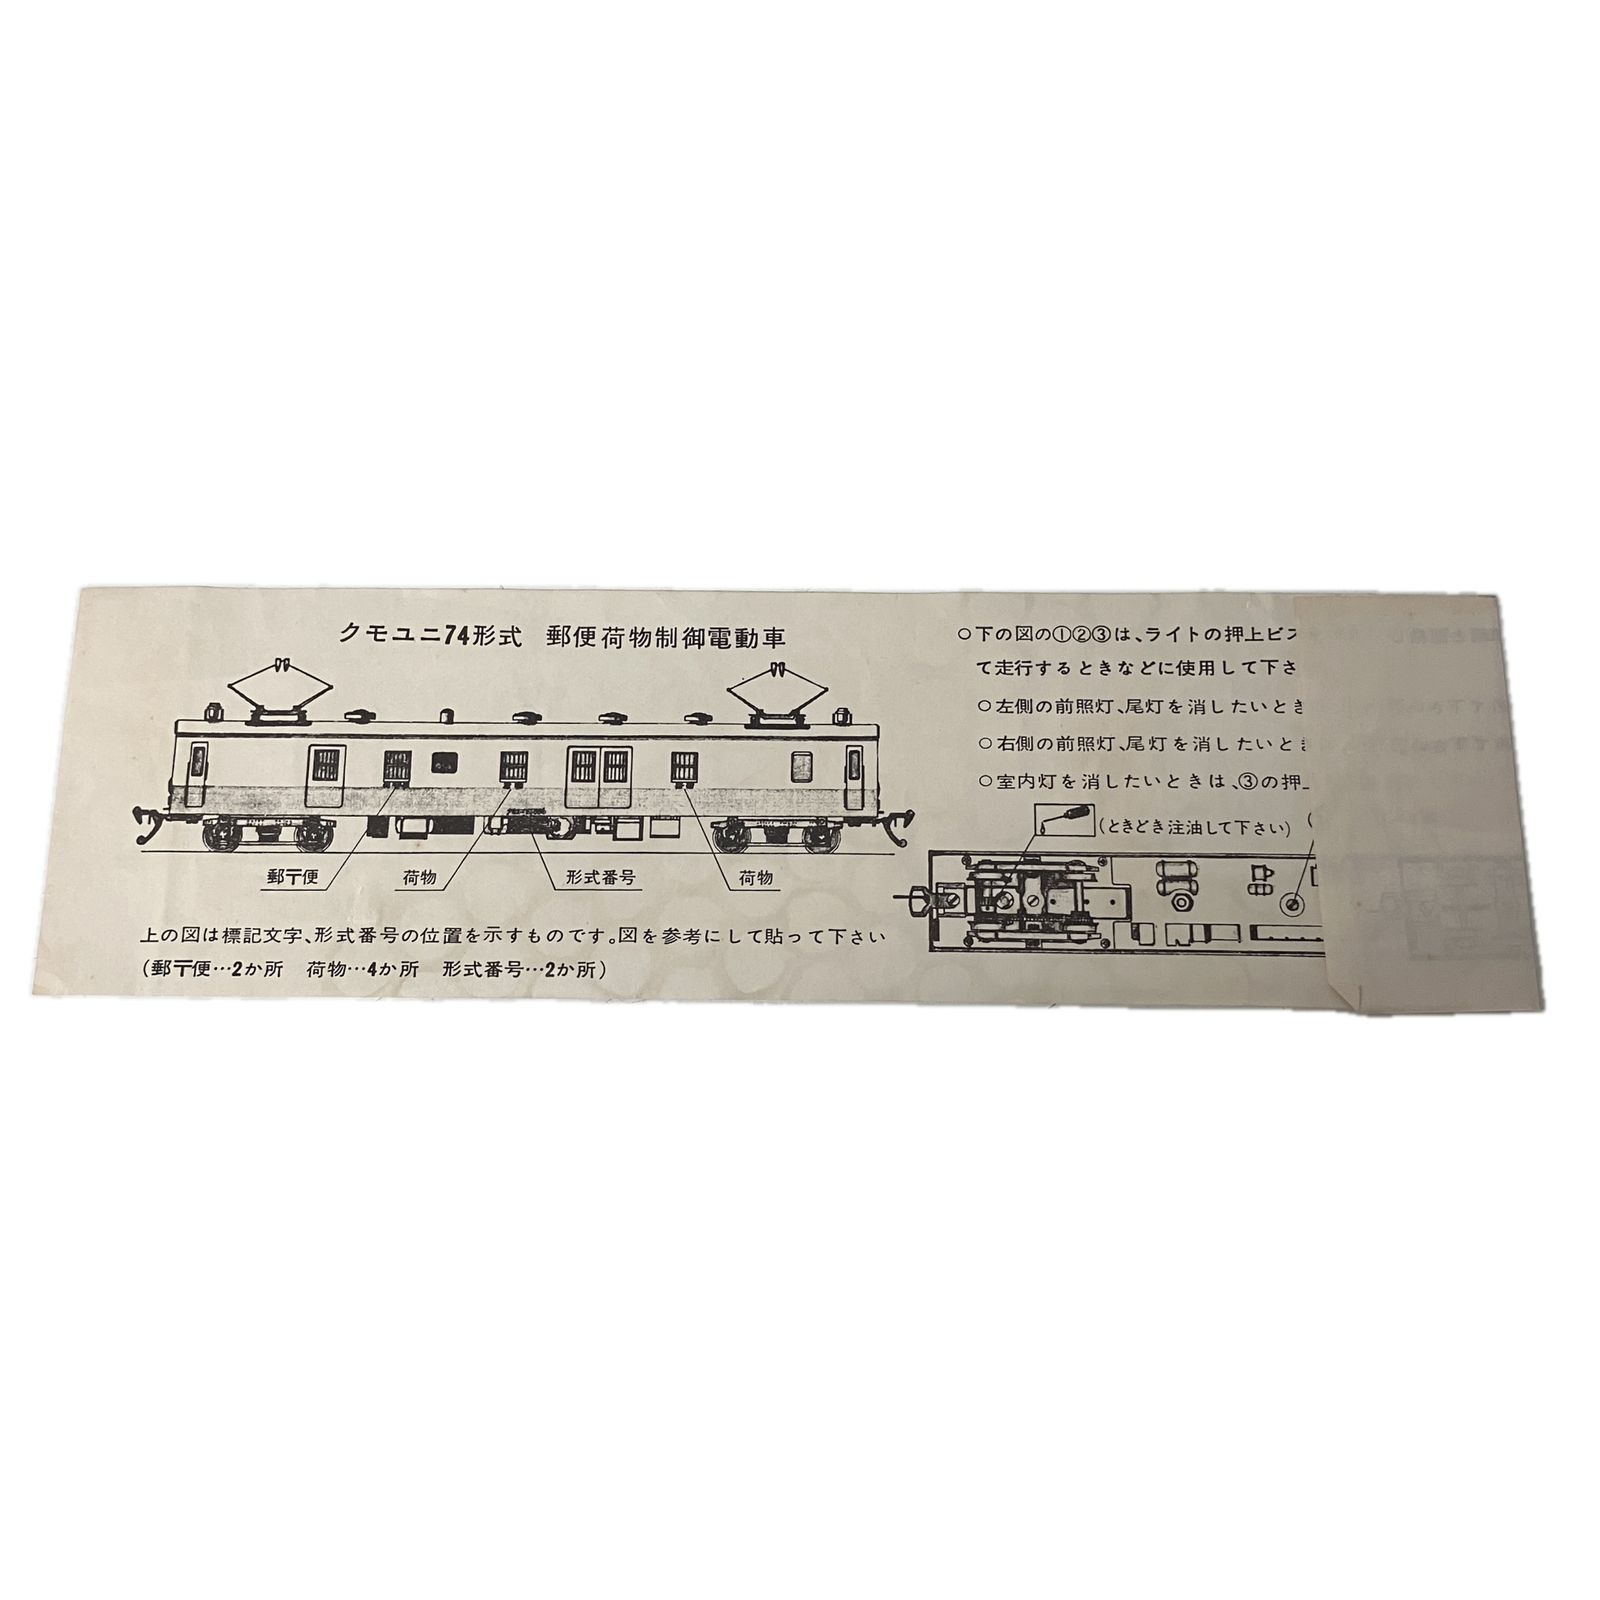 クモユニ74形式 郵便荷物制御電動車
郵〒便
荷物
形式番号
荷物
上の図は標記文字、形式番号の位置を示すものです。図を参考にして貼って下さい
(郵〒便…2か所 荷物…4か所 形式番号…2か所)
○下の図の①②③は、ライトの押上ビス
て走行するときなどに使用して下さ
○左側の前照灯、尾灯を消したいとき
○右側の前照灯、尾灯を消したいとき
○室内灯を消したいときは、③の押上
(ときどき注油して下さい)